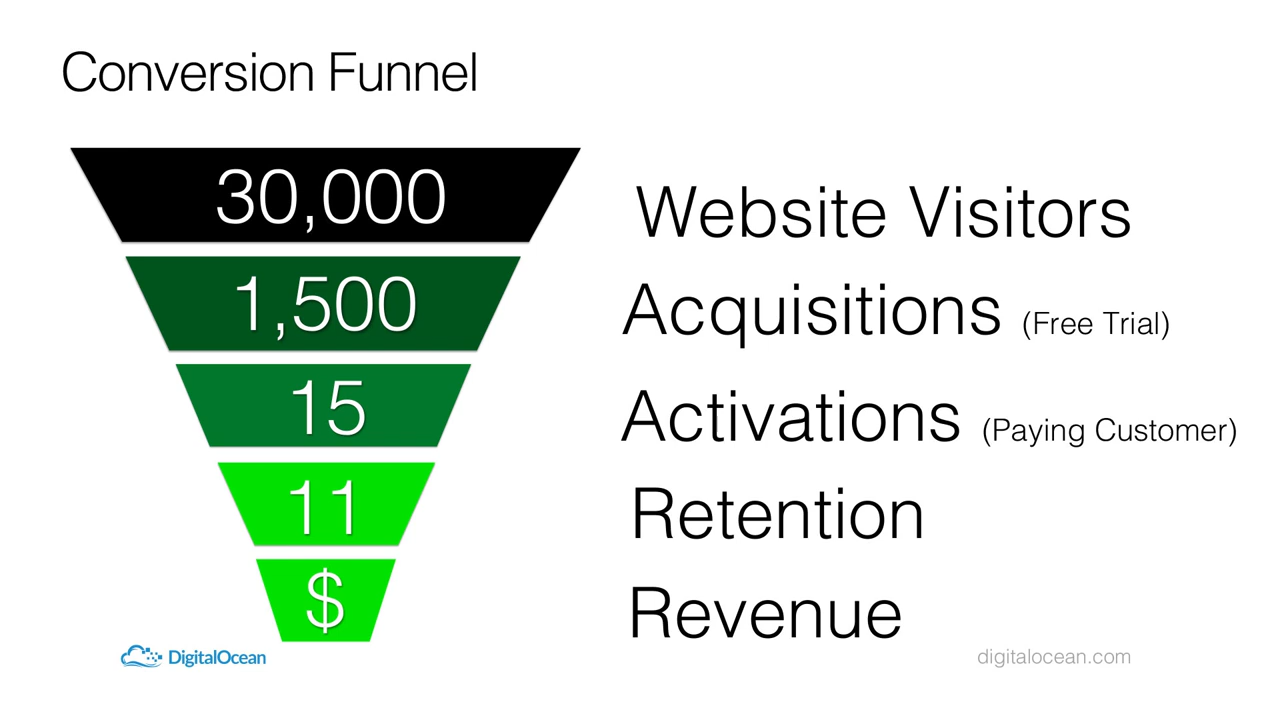 Conversion Funnel
30,000 Website Visitors
1,500 Acquisitions (Free Trial)
15 Activations (Paying Customer)
11 Retention
$ Revenue
DigitalOcean
digitalocean.com